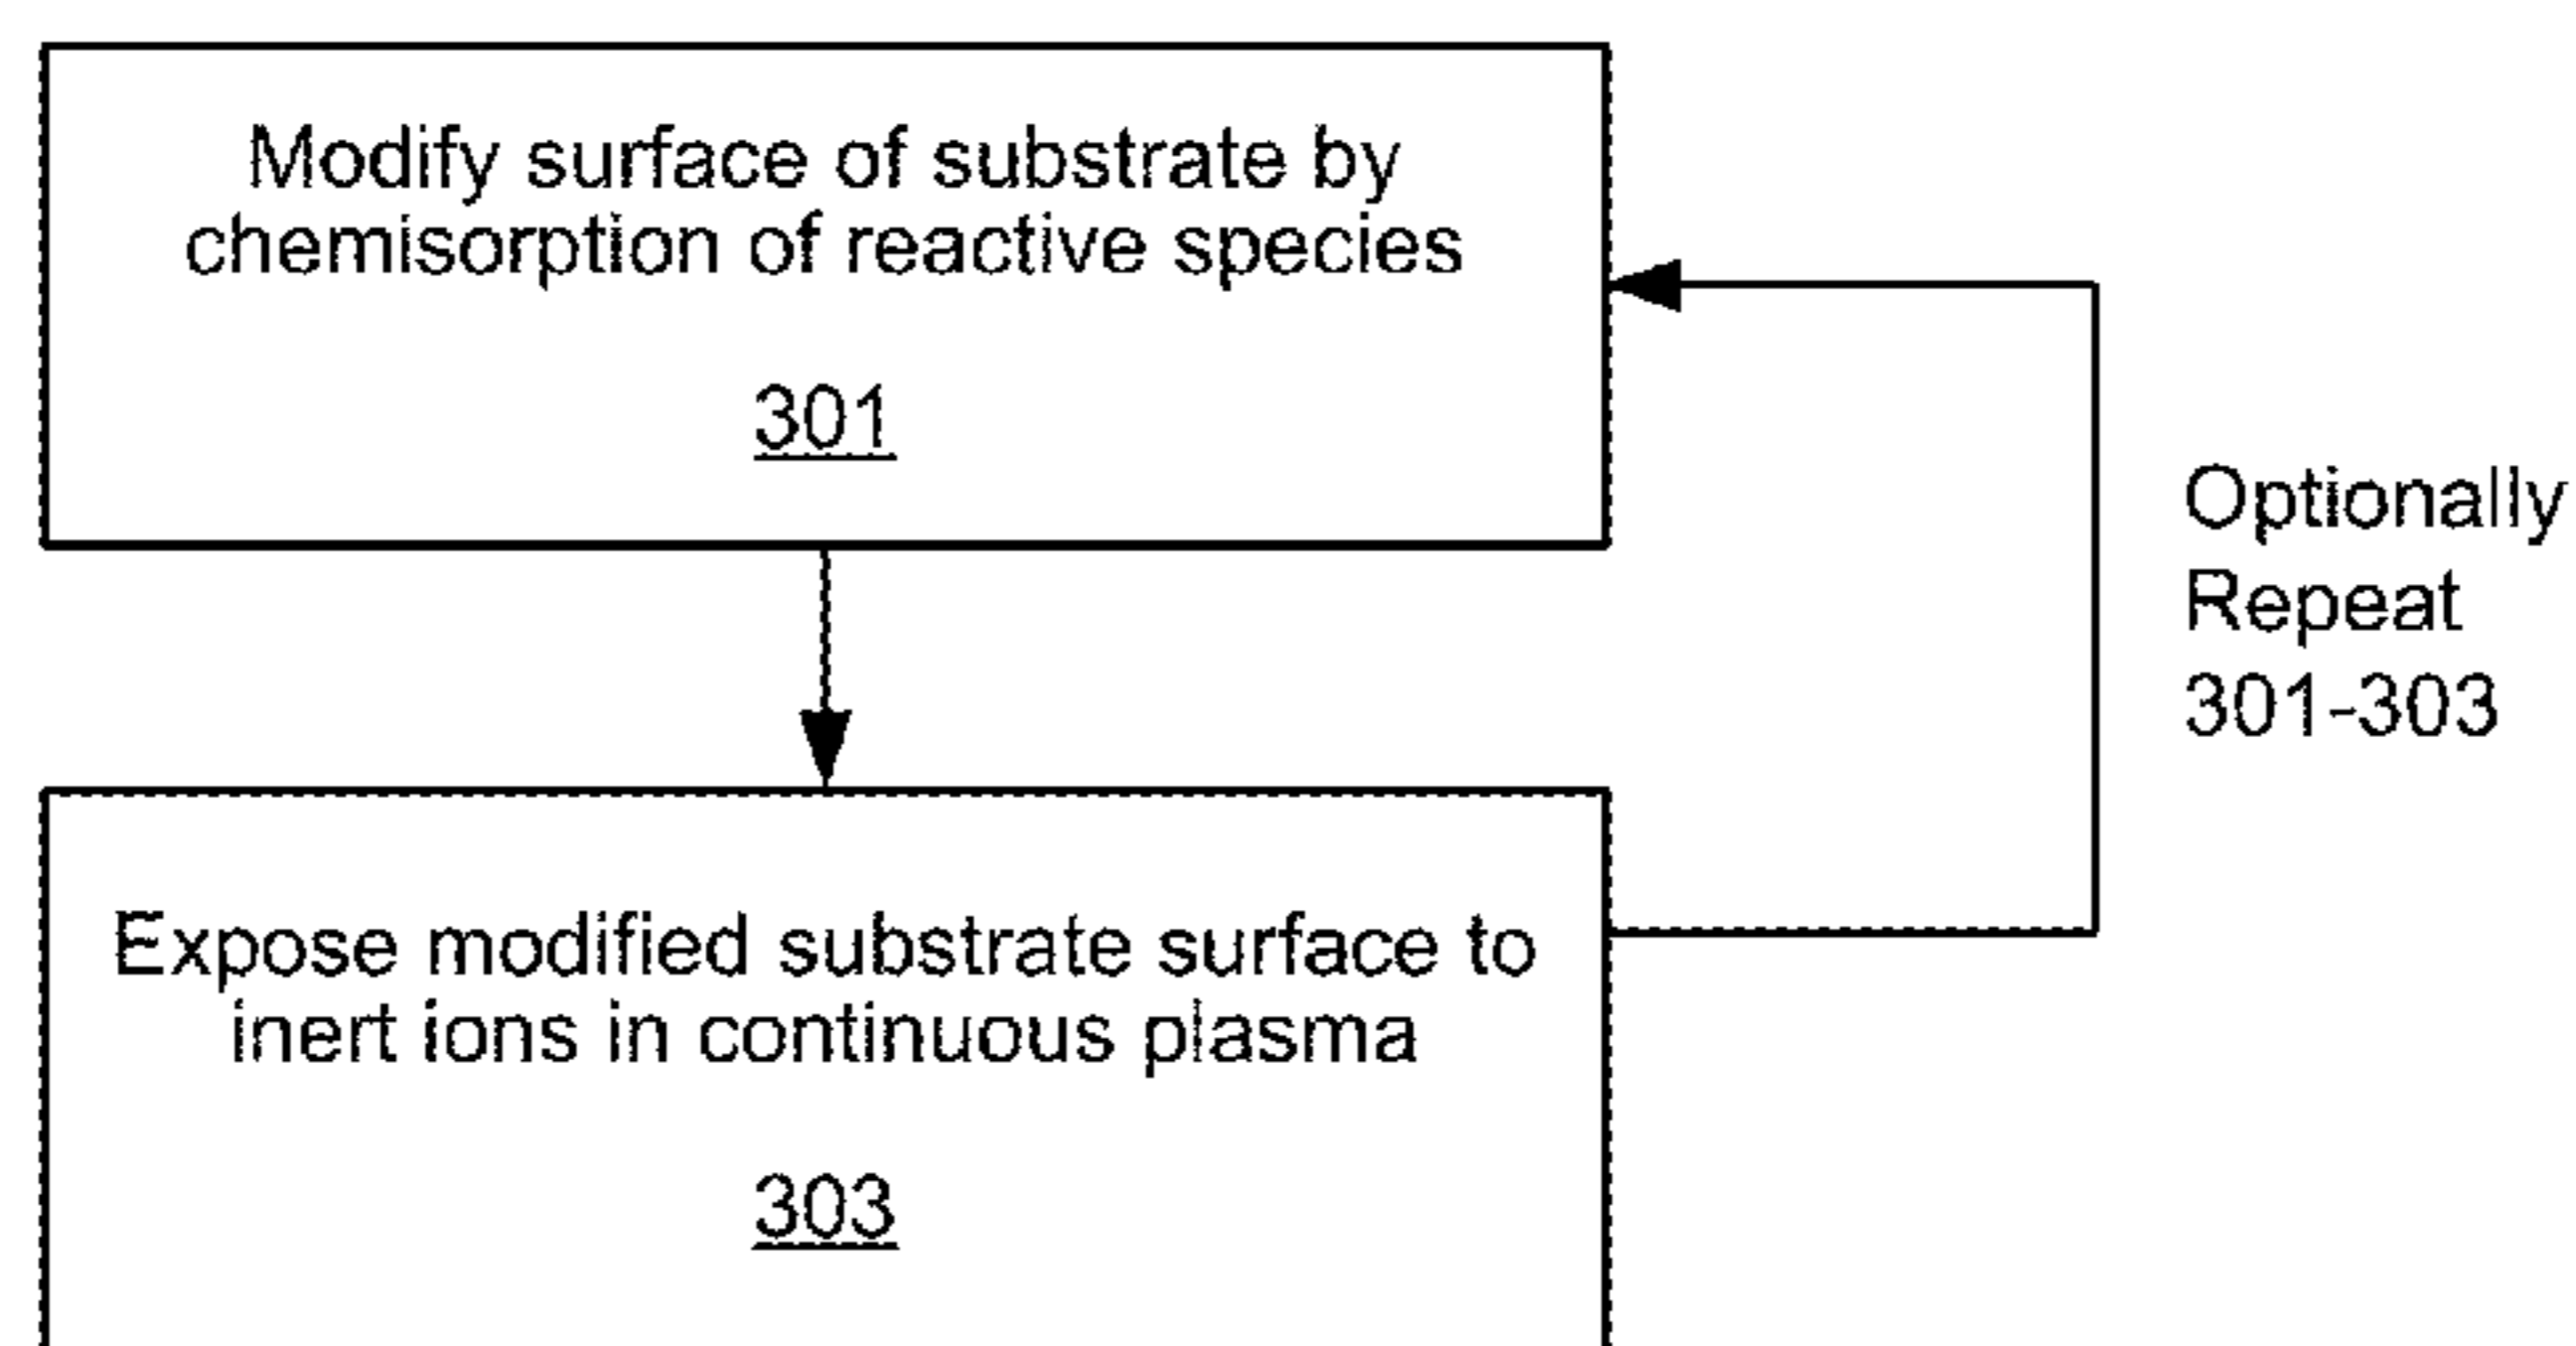 Modify surface of substrate by
chemisorption of reactive species
301
Optionally
Repeat
301-303
Expose modified substrate surface to
inert ions in continuous plasma
303